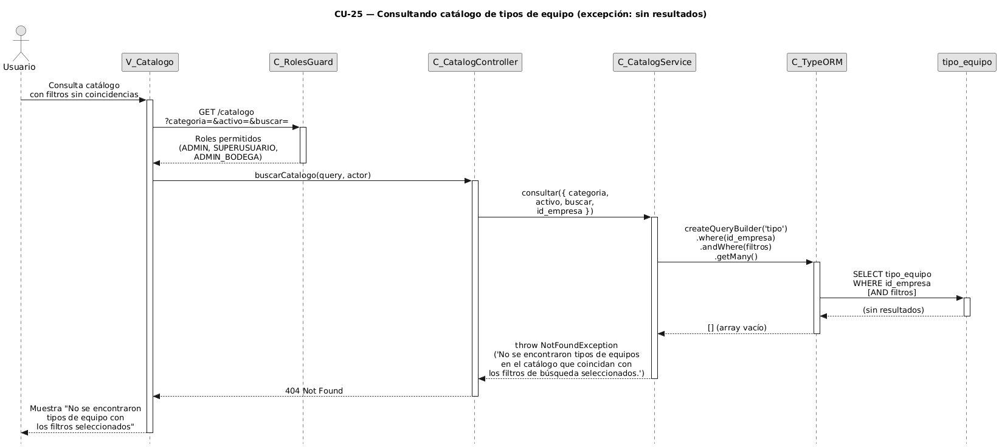 CU-25 — Consultando catálogo de tipos de equipo (excepción: sin resultados)
Usuario
V_Catalogo
C_RolesGuard
C_CatalogController
C_CatalogService
C_TypeORM
tipo_equipo
Consulta catálogo
con filtros sin coincidencias
GET /catalogo
?categoria=&activo=&buscar=
Roles permitidos
(ADMIN, SUPERUSUARIO,
ADMIN_BODEGA)
buscarCatalogo(query, actor)
consultar({ categoria,
activo, buscar,
id_empresa })
createQueryBuilder('tipo')
.where(id_empresa)
.andWhere(filtros)
.getMany()
SELECT tipo_equipo
WHERE id_empresa
[AND filtros]
(sin resultados)
[] (array vacío)
throw NotFoundException
('No se encontraron tipos de equipos
en el catálogo que coincidan con
los filtros de búsqueda seleccionados.')
404 Not Found
Muestra "No se encontraron
tipos de equipo con
los filtros seleccionados"